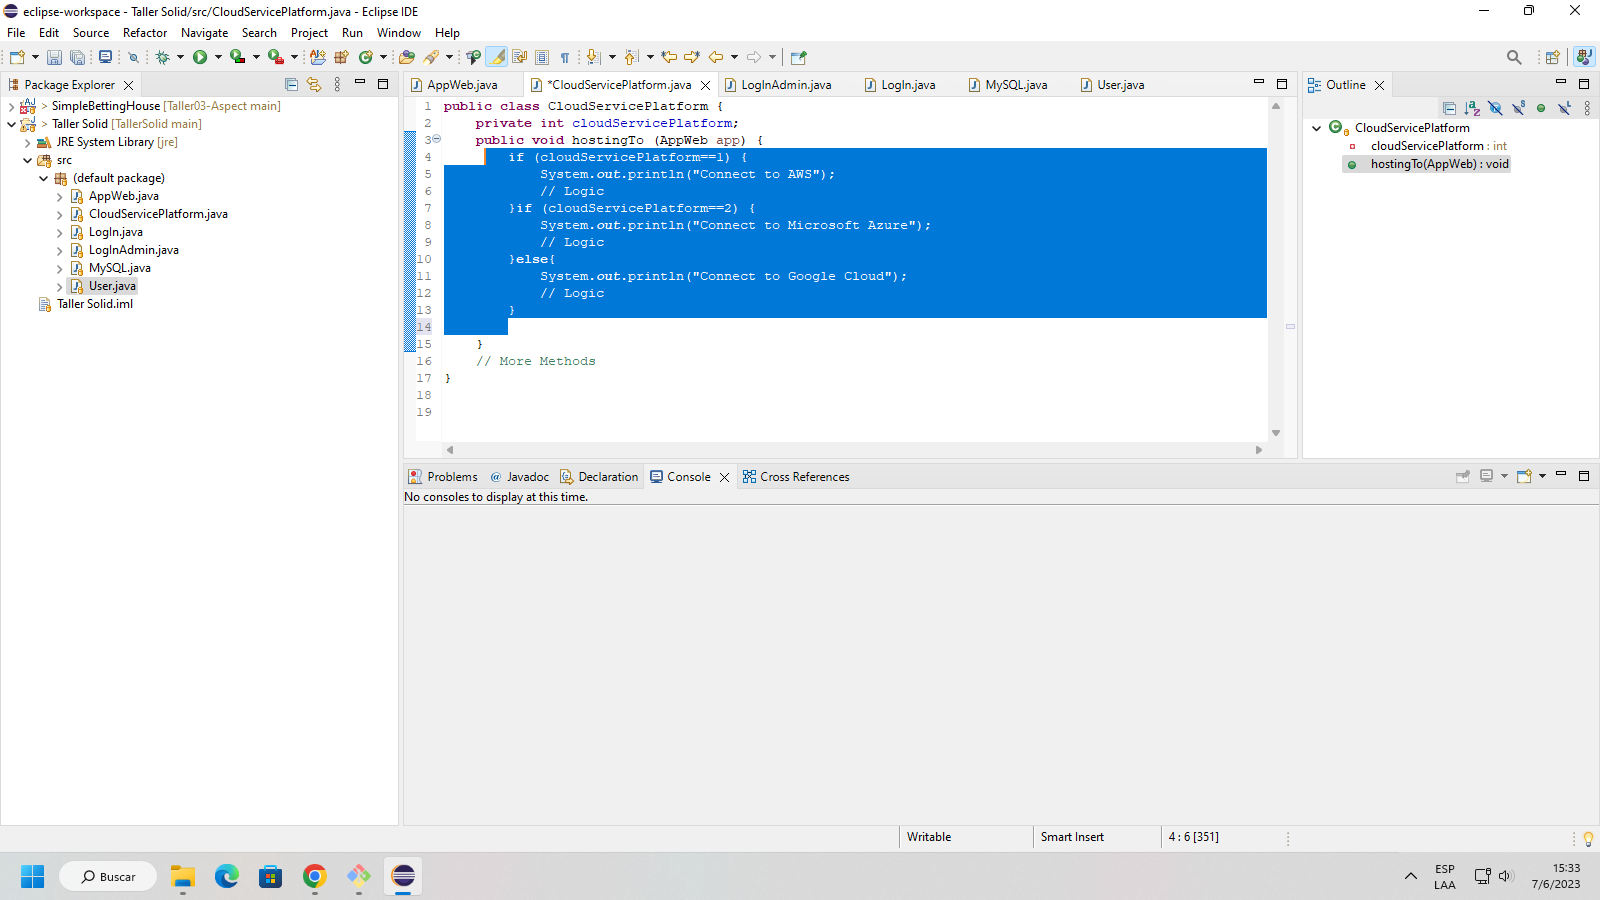 eclipse-workspace - Taller Solid/src/CloudServicePlatform.java - Eclipse IDE
File Edit Source Refactor Navigate Search Project Run Window Help
Package Explorer
> SimpleBettingHouse [Taller03-Aspect main]
> Taller Solid [TallerSolid main]
JRE System Library [jre]
src
(default package)
AppWeb.java
CloudServicePlatform.java
LogIn.java
LogInAdmin.java
MySQL.java
User.java
Taller Solid.iml
AppWeb.java *CloudServicePlatform.java LogInAdmin.java LogIn.java MySQL.java User.java
1 public class CloudServicePlatform {
2 private int cloudServicePlatform;
3 public void hostingTo (AppWeb app) {
4 if (cloudServicePlatform==1) {
5 System.out.println("Connect to AWS");
6 // Logic
7 }if (cloudServicePlatform==2) {
8 System.out.println("Connect to Microsoft Azure");
9 // Logic
10 }else{
11 System.out.println("Connect to Google Cloud");
12 // Logic
13 }
14
15 }
16 // More Methods
17 }
18
19
Outline
CloudServicePlatform
cloudServicePlatform : int
hostingTo(AppWeb) : void
Problems @ Javadoc Declaration Console Cross References
No consoles to display at this time.
Writable Smart Insert 4 : 6 [351]
Buscar
ESP
LAA
15:33
7/6/2023